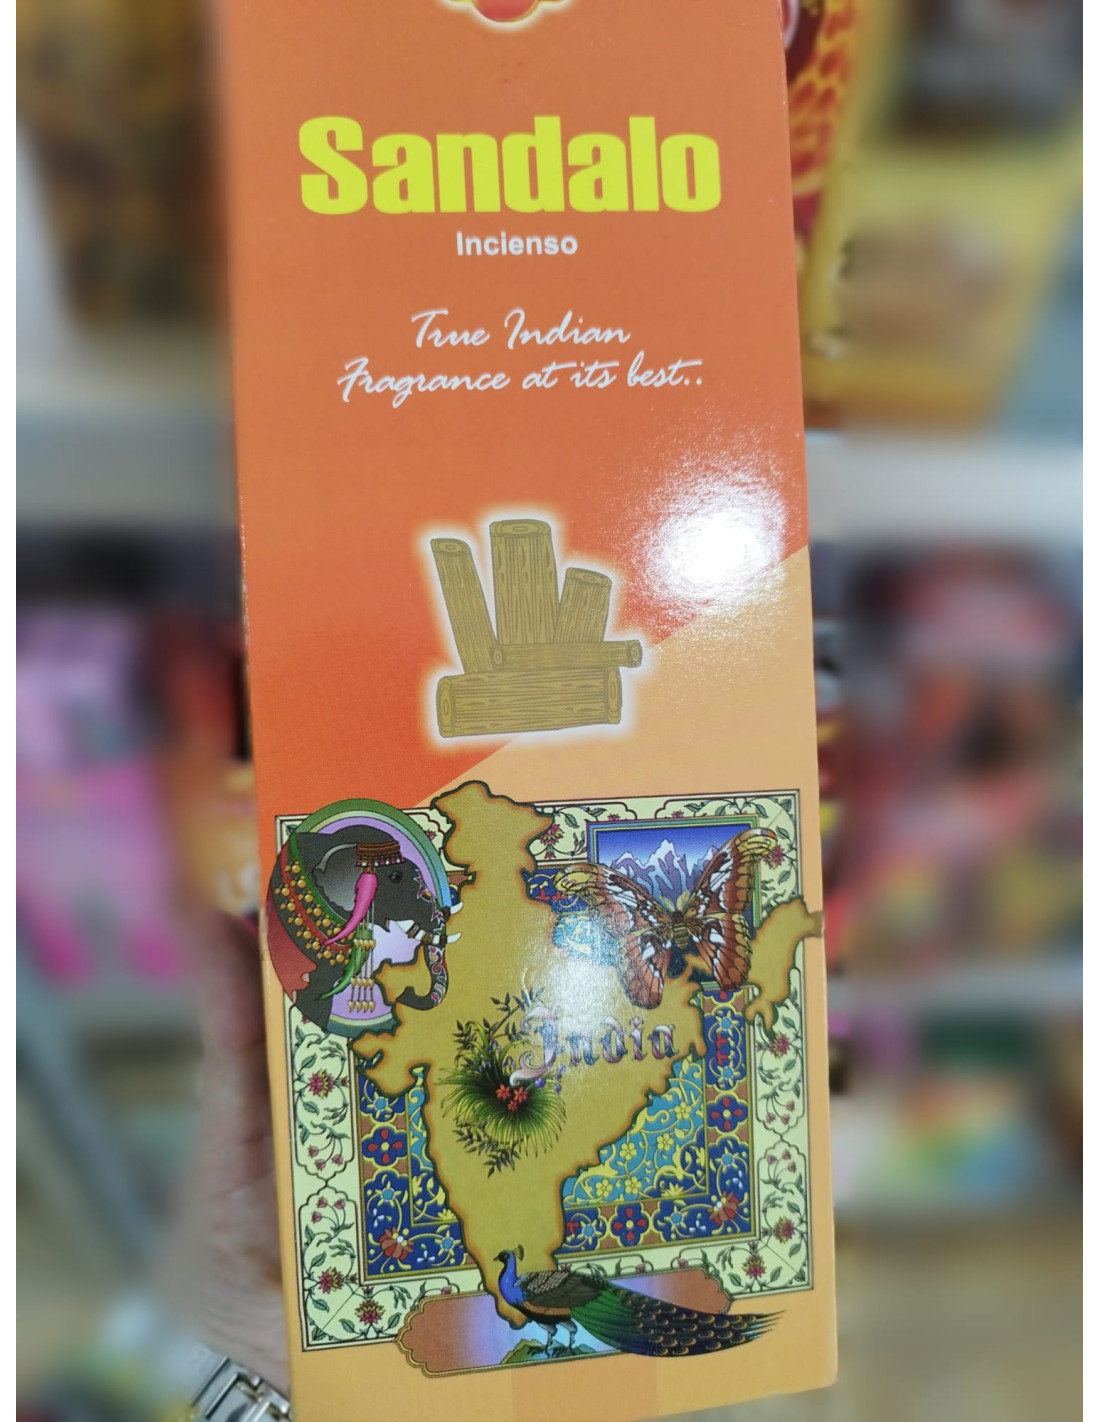 Sandalo
Incienso
True Indian
Fragrance at its best..
India